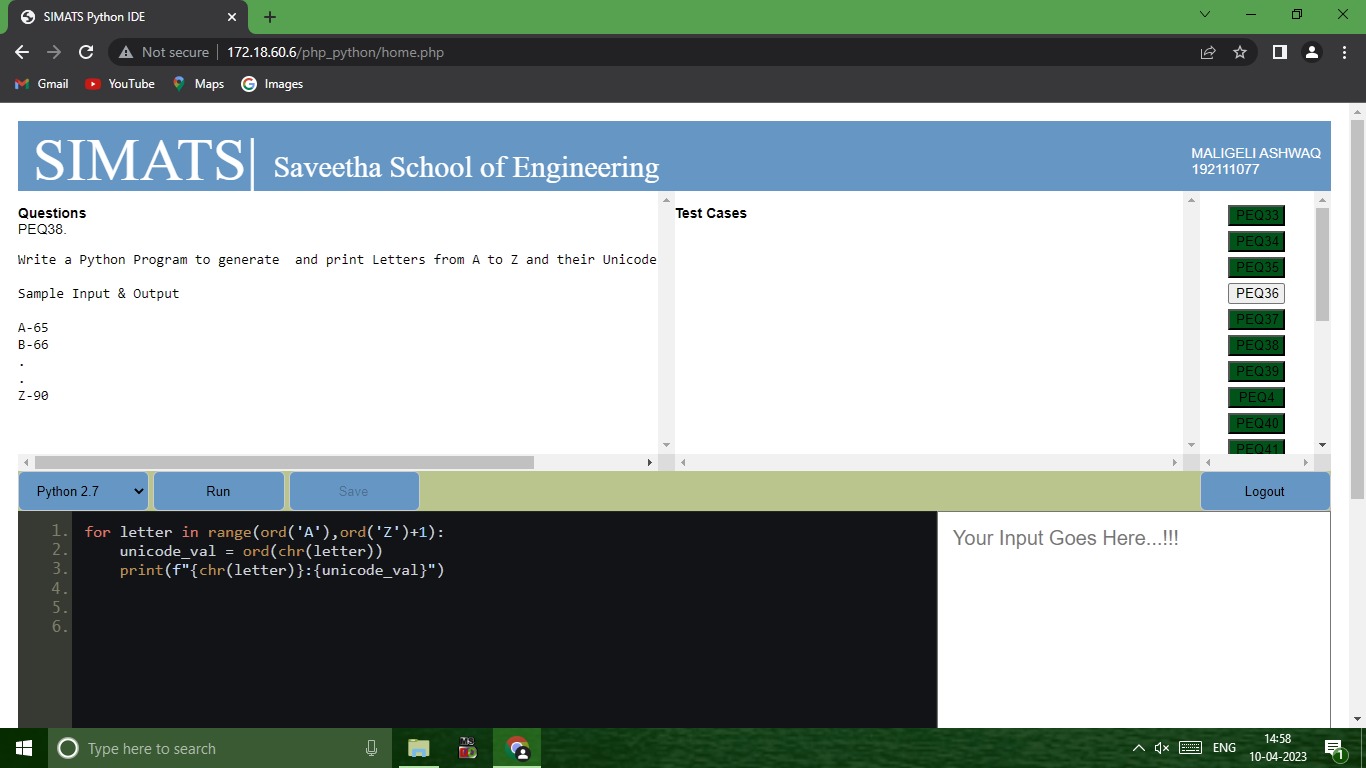 SIMATS Python IDE
Not secure
172.18.60.6/php_python/home.php
Gmail
YouTube
Maps
Images
SIMATS| Saveetha School of Engineering
MALIGELI ASHWAQ
192111077
Questions
PEQ38.
Write a Python Program to generate  and print Letters from A to Z and their Unicode
Sample Input & Output
A-65
B-66
.
.
Z-90
Test Cases
PEQ33
PEQ34
PEQ35
PEQ36
PEQ37
PEQ38
PEQ39
PEQ4
PEQ40
PEQ41
Python 2.7
Run
Save
Logout
1. for letter in range(ord('A'),ord('Z')+1):
2.     unicode_val = ord(chr(letter))
3.     print(f"{chr(letter)}:{unicode_val}")
4.
5.
6.
Your Input Goes Here...!!!
Type here to search
ENG
14:58
10-04-2023
1